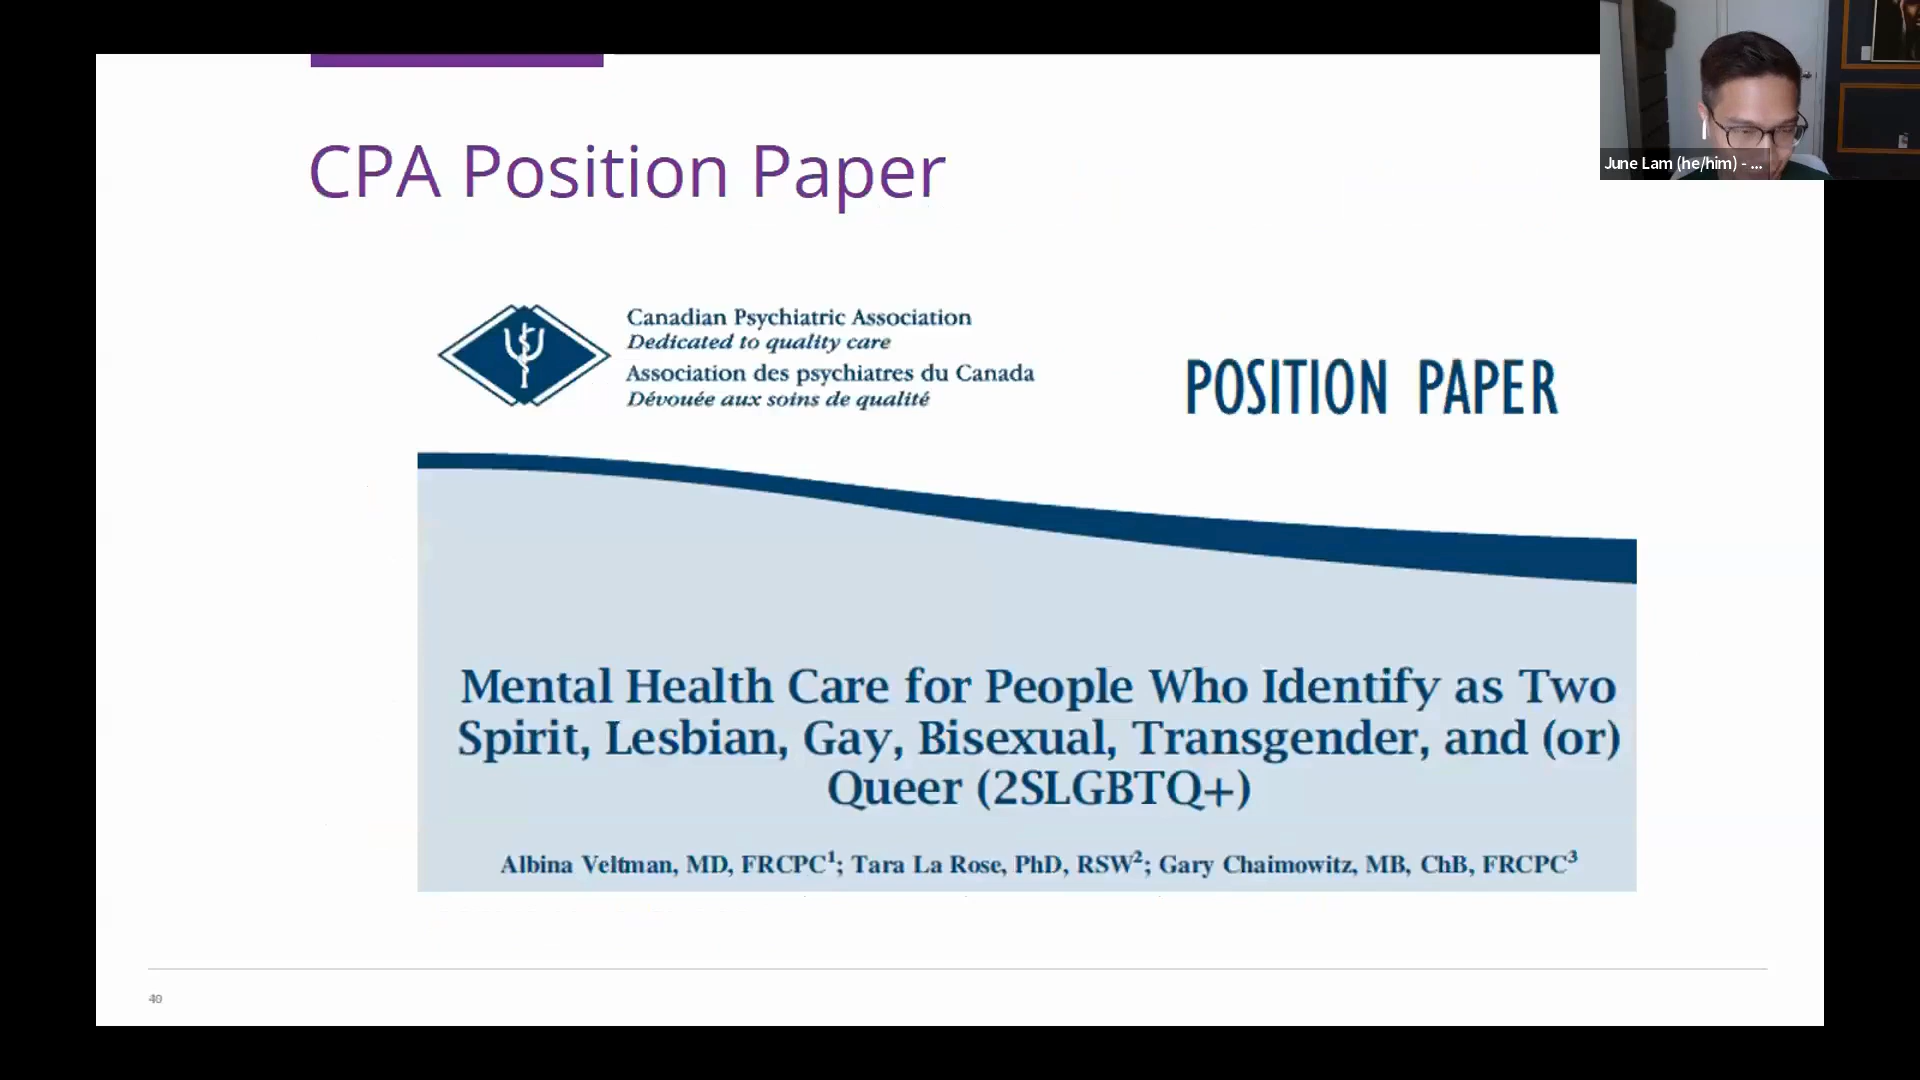 CPA Position Paper
June Lam (he/him) - ...
Canadian Psychiatric Association
Dedicated to quality care
Association des psychiatres du Canada
Dévouée aux soins de qualité
POSITION PAPER
Mental Health Care for People Who Identify as Two
Spirit, Lesbian, Gay, Bisexual, Transgender, and (or)
Queer (2SLGBTQ+)
Albina Veltman, MD, FRCPC¹; Tara La Rose, PhD, RSW²; Gary Chaimowitz, MB, ChB, FRCPC³
40